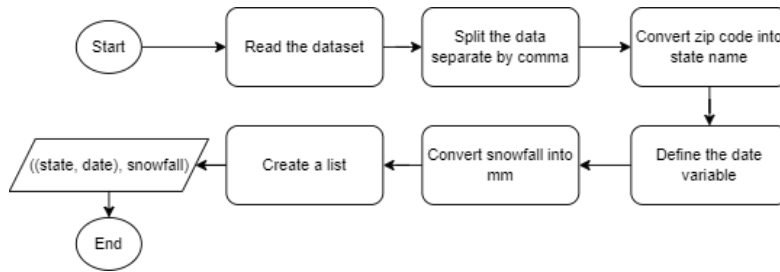 Start
Read the dataset
Split the data
separate by comma
Convert zip code into
state name
Define the date
variable
Convert snowfall into
mm
Create a list
((state, date), snowfall)
End